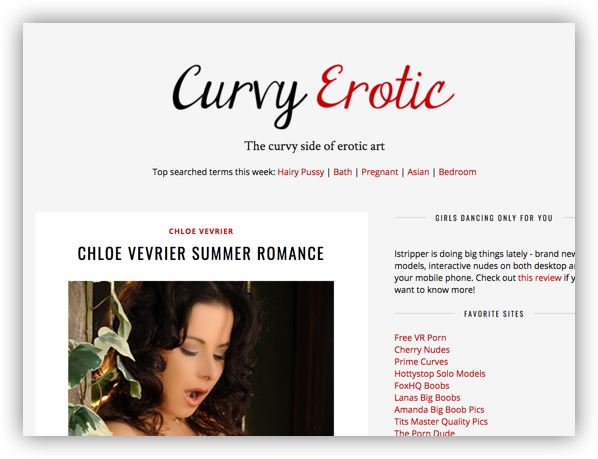 Curvy Erotic
The curvy side of erotic art
Top searched terms this week: Hairy Pussy | Bath | Pregnant | Asian | Bedroom
CHLOE VEVRIER
CHLOE VEVRIER SUMMER ROMANCE
GIRLS DANCING ONLY FOR YOU
Istripper is doing big things lately - brand new
models, interactive nudes on both desktop
your mobile phone. Check out this review if
want to know more!
FAVORITE SITES
Free VR Porn
Cherry Nudes
Prime Curves
Hottystop Solo Models
FoxHQ Boobs
Lanas Big Boobs
Amanda Big Boob Pics
Tits Master Quality Pics
The Porn Dude